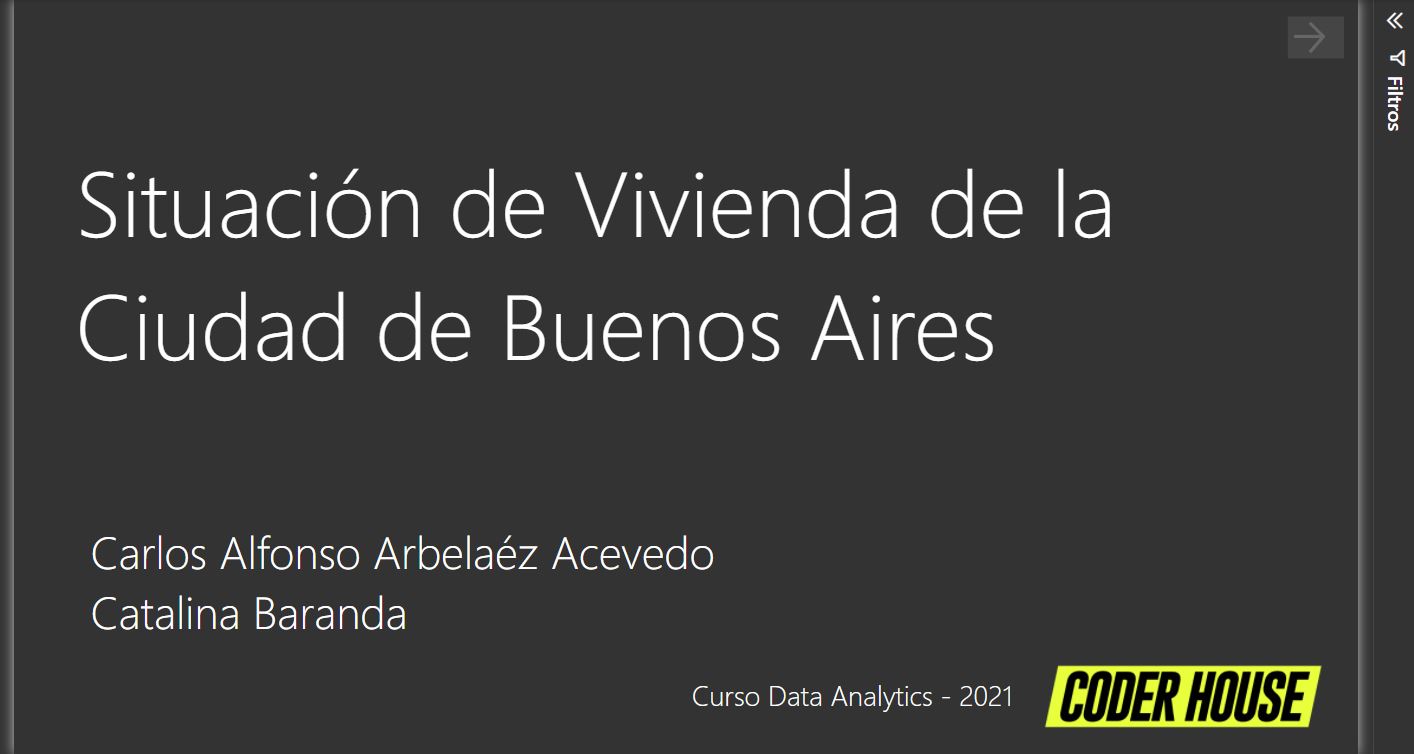 Filtros
Situación de Vivienda de la
Ciudad de Buenos Aires
Carlos Alfonso Arbelaéz Acevedo
Catalina Baranda
Curso Data Analytics - 2021
CODER HOUSE